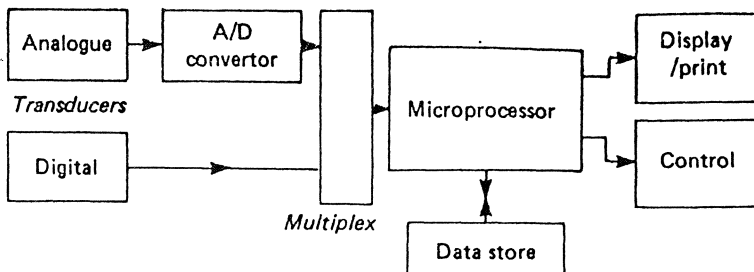 Analogue
A/D
convertor
Transducers
Digital
Multiplex
Microprocessor
Data store
Display
/print
Control